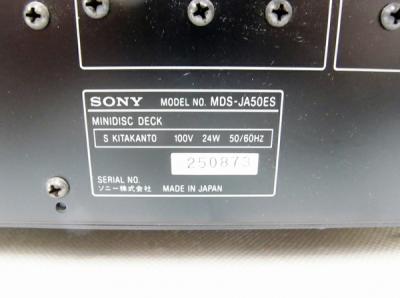 SONY MODEL NO. MDS-JA50ES
MINIDISC DECK
S KITAKANTO 100V 24W 50/60HZ
250873
SERIAL NO.
ソニー株式会社 MADE IN JAPAN